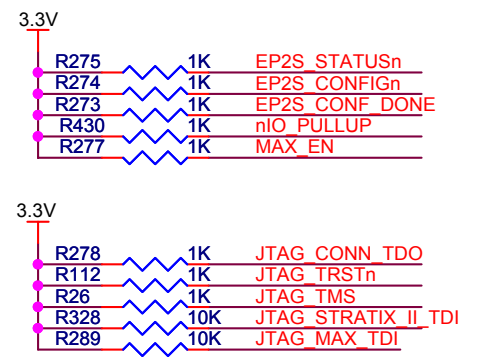 3.3V
R275 1K EP2S_STATUSn
R274 1K EP2S_CONFIGn
R273 1K EP2S_CONF_DONE
R430 1K nIO_PULLUP
R277 1K MAX_EN
3.3V
R278 1K JTAG_CONN_TDO
R112 1K JTAG_TRSTn
R26 1K JTAG_TMS
R328 10K JTAG_STRATIX_II_TDI
R289 10K JTAG_MAX_TDI